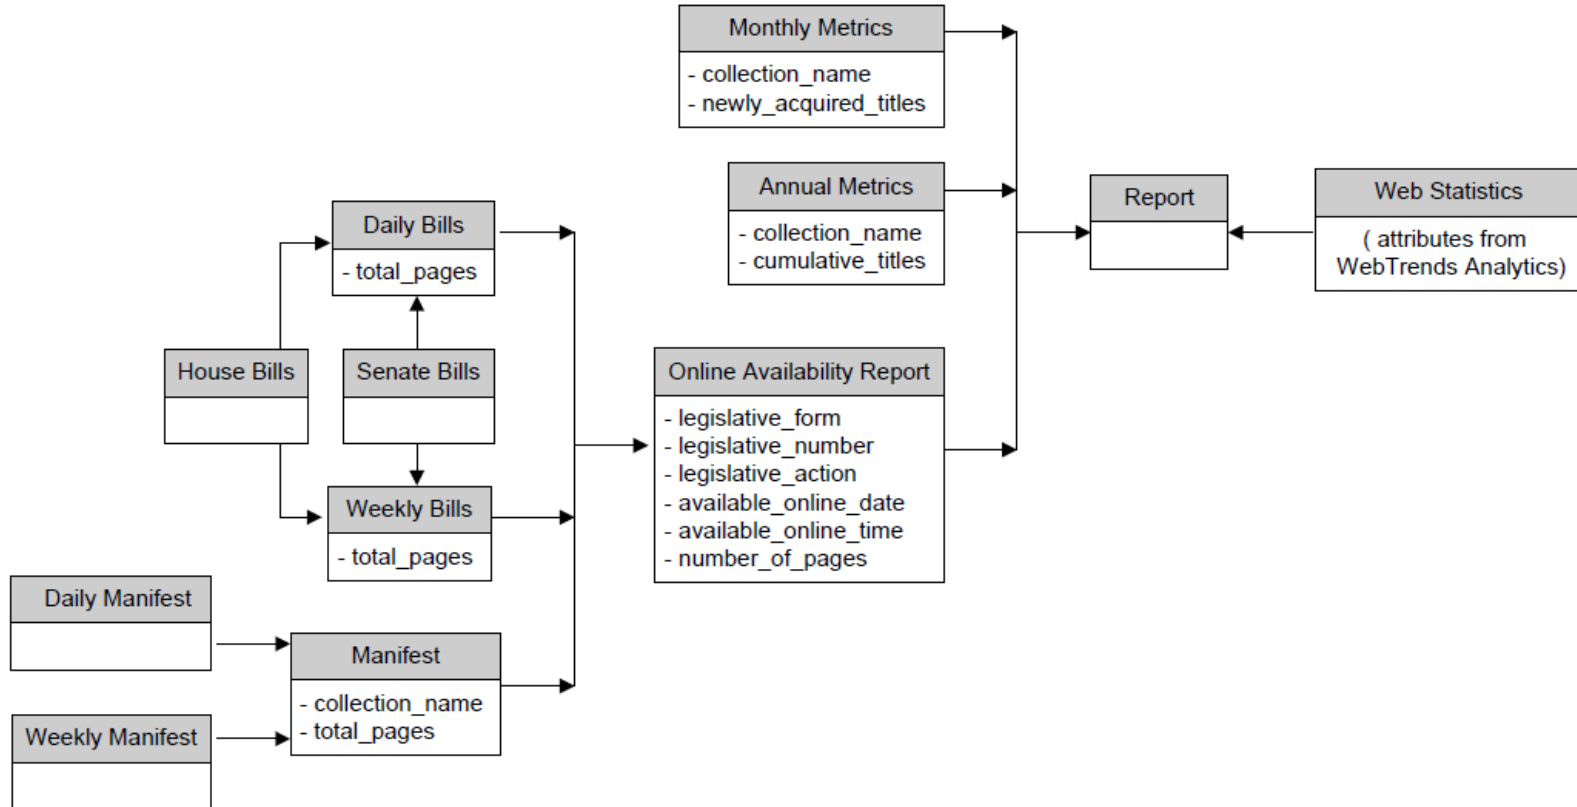 Monthly Metrics
- collection_name
- newly_acquired_titles
Annual Metrics
- collection_name
- cumulative_titles
Report
Web Statistics
( attributes from
WebTrends Analytics)
Daily Bills
- total_pages
House Bills
Senate Bills
Online Availability Report
- legislative_form
- legislative_number
- legislative_action
- available_online_date
- available_online_time
- number_of_pages
Weekly Bills
- total_pages
Daily Manifest
Manifest
- collection_name
- total_pages
Weekly Manifest